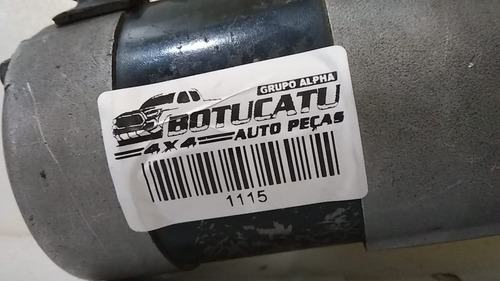 GRUPO ALPHA
BOTUCATU
4X4 AUTO PEÇAS
1115